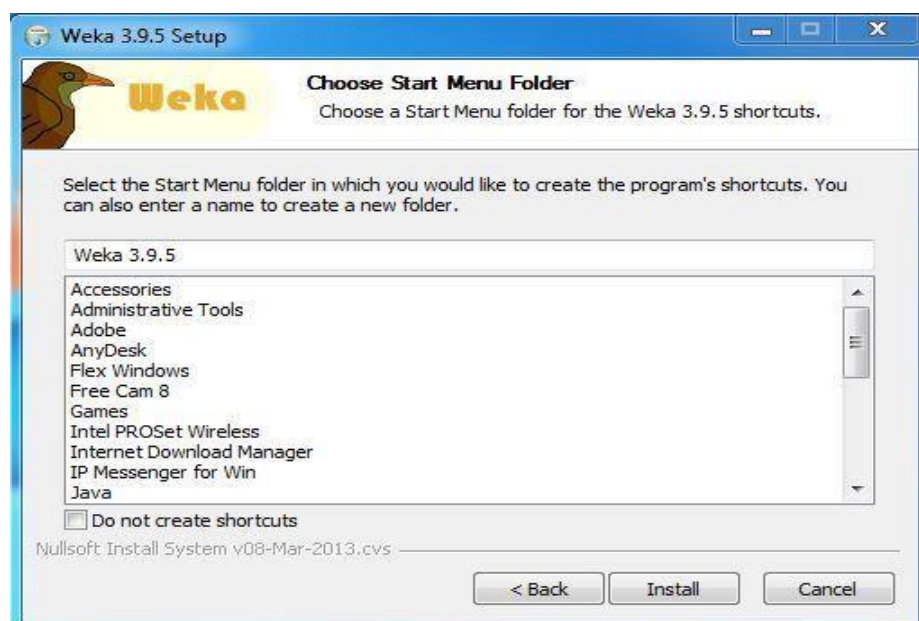 Weka 3.9.5 Setup
Weka
Choose Start Menu Folder
Choose a Start Menu folder for the Weka 3.9.5 shortcuts.
Select the Start Menu folder in which you would like to create the program's shortcuts. You
can also enter a name to create a new folder.
Weka 3.9.5
Accessories
Administrative Tools
Adobe
AnyDesk
Flex Windows
Free Cam 8
Games
Intel PROSet Wireless
Internet Download Manager
IP Messenger for Win
Java
Do not create shortcuts
Nullsoft Install System v08-Mar-2013.cvs
< Back Install Cancel